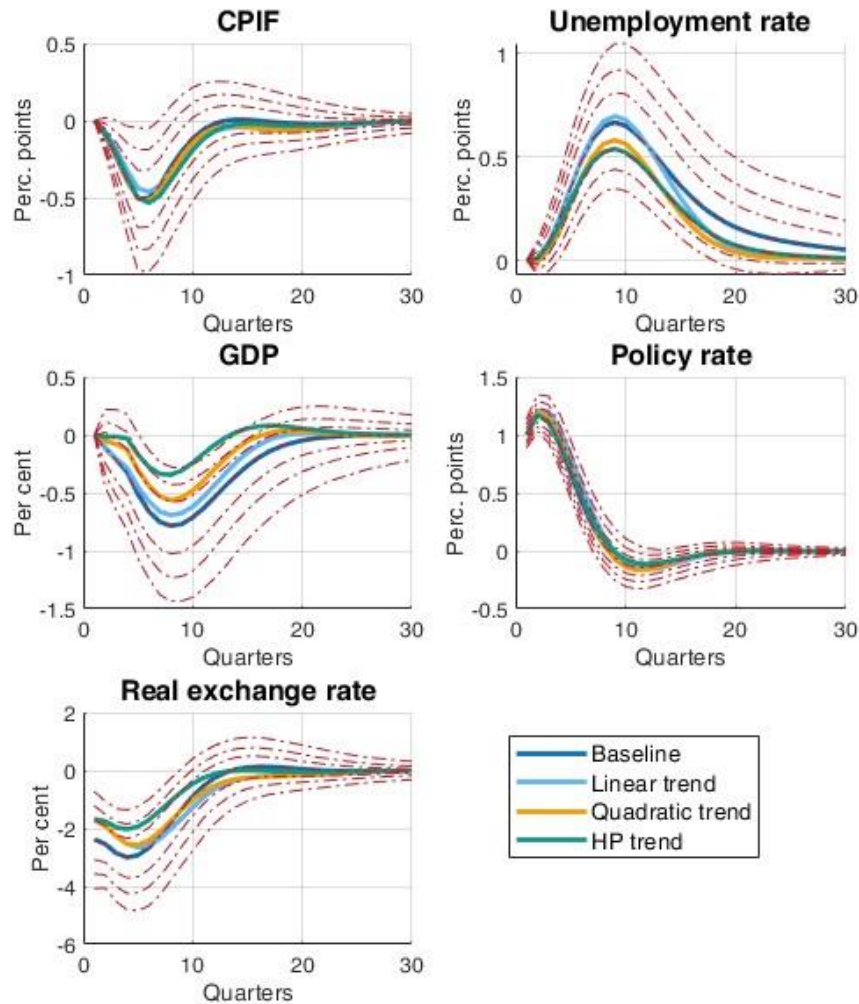 CPIF
Perc. points
0.5
0
-0.5
-1
0
10
20
30
Quarters
Unemployment rate
Perc. points
1
0.5
0
0
10
20
30
Quarters
GDP
Per cent
0.5
0
-0.5
-1
-1.5
0
10
20
30
Quarters
Policy rate
Perc. points
1.5
1
0.5
0
-0.5
0
10
20
30
Quarters
Real exchange rate
Per cent
2
0
-2
-4
-6
0
10
20
30
Quarters
Baseline
Linear trend
Quadratic trend
HP trend